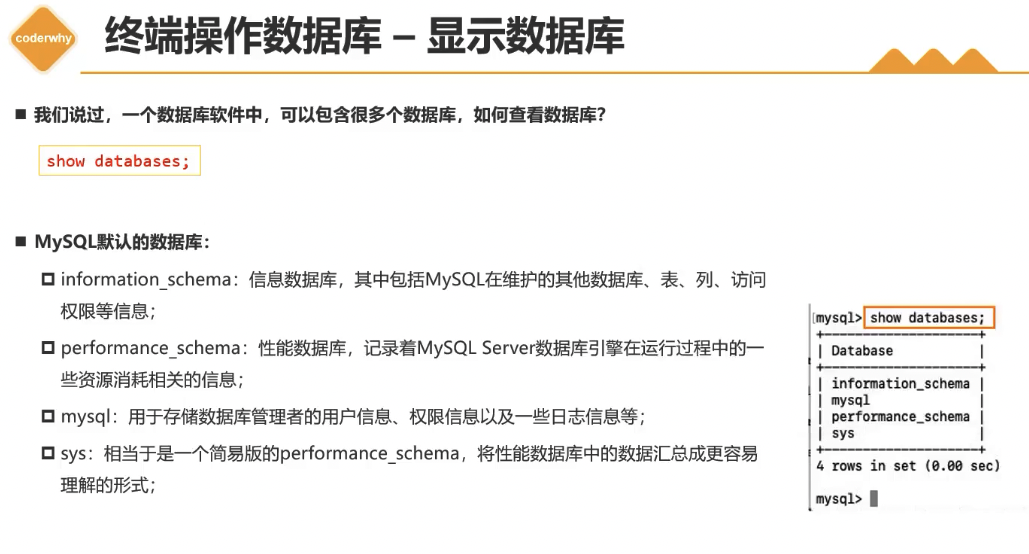 coderwhy
终端操作数据库 – 显示数据库
我们说过，一个数据库软件中，可以包含很多个数据库，如何查看数据库？
show databases;
MySQL默认的数据库：
information_schema：信息数据库，其中包括MySQL在维护的其他数据库、表、列、访问
权限等信息；
performance_schema：性能数据库，记录着MySQL Server数据库引擎在运行过程中的一
些资源消耗相关的信息；
mysql：用于存储数据库管理者的用户信息、权限信息以及一些日志信息等；
sys：相当于是一个简易版的performance_schema，将性能数据库中的数据汇总成更容易
理解的形式；
mysql> show databases;
+--------------------+
| Database           |
+--------------------+
| information_schema |
| mysql              |
| performance_schema |
| sys                |
+--------------------+
4 rows in set (0.00 sec)
mysql>